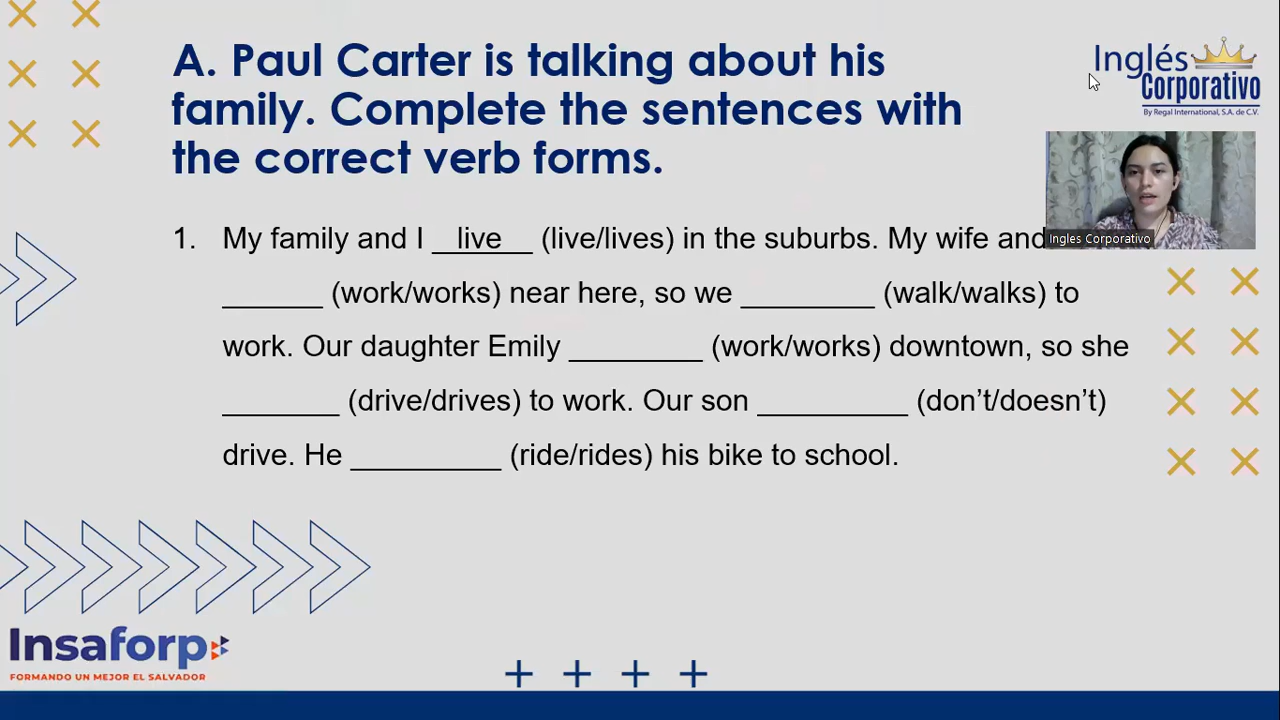 A. Paul Carter is talking about his
family. Complete the sentences with
the correct verb forms.
Inglés
Corporativo
By Regal International, S.A. de C.V.
Ingles Corporativo
1. My family and I __live__ (live/lives) in the suburbs. My wife and
______ (work/works) near here, so we ________ (walk/walks) to
work. Our daughter Emily ________ (work/works) downtown, so she
_______ (drive/drives) to work. Our son _________ (don’t/doesn’t)
drive. He _________ (ride/rides) his bike to school.
Insaforp
FORMANDO UN MEJOR EL SALVADOR